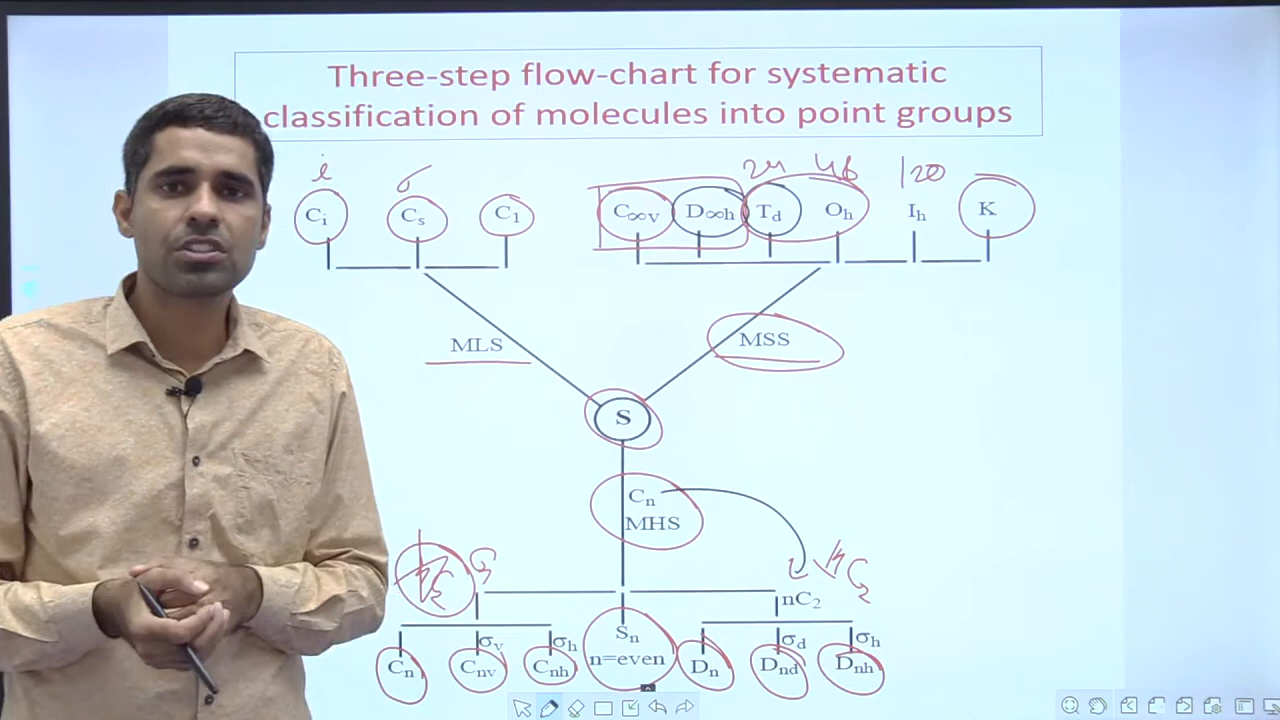 Three-step flow-chart for systematic
classification of molecules into point groups
i σ 24 48 120
Ci Cs C1 C∞v D∞h Td Oh Ih K
MLS MSS
S
Cn
MHS
C2
nC2
Sn
n=even
σv σh σd σh
Cn Cnv Cnh Dn Dnd Dnh